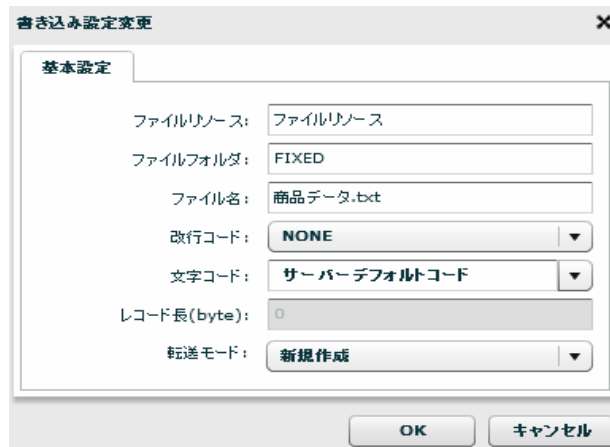 書き込み設定変更
基本設定
ファイルリソース: ファイルリソース
ファイルフォルダ: FIXED
ファイル名: 商品データ.txt
改行コード: NONE
文字コード: サーバーデフォルトコード
レコード長(byte): 0
転送モード: 新規作成
OK キャンセル